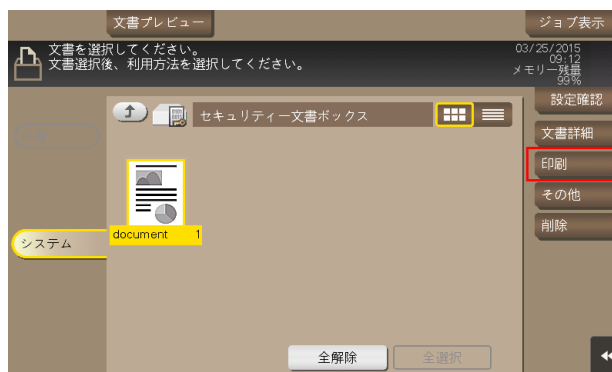 文書プレビュー
ジョブ表示
文書を選択してください。
文書選択後、利用方法を選択してください。
03/25/2015
09:12
メモリー残量
99%
設定確認
セキュリティー文書ボックス
文書詳細
印刷
その他
削除
document 1
システム
全解除
全選択